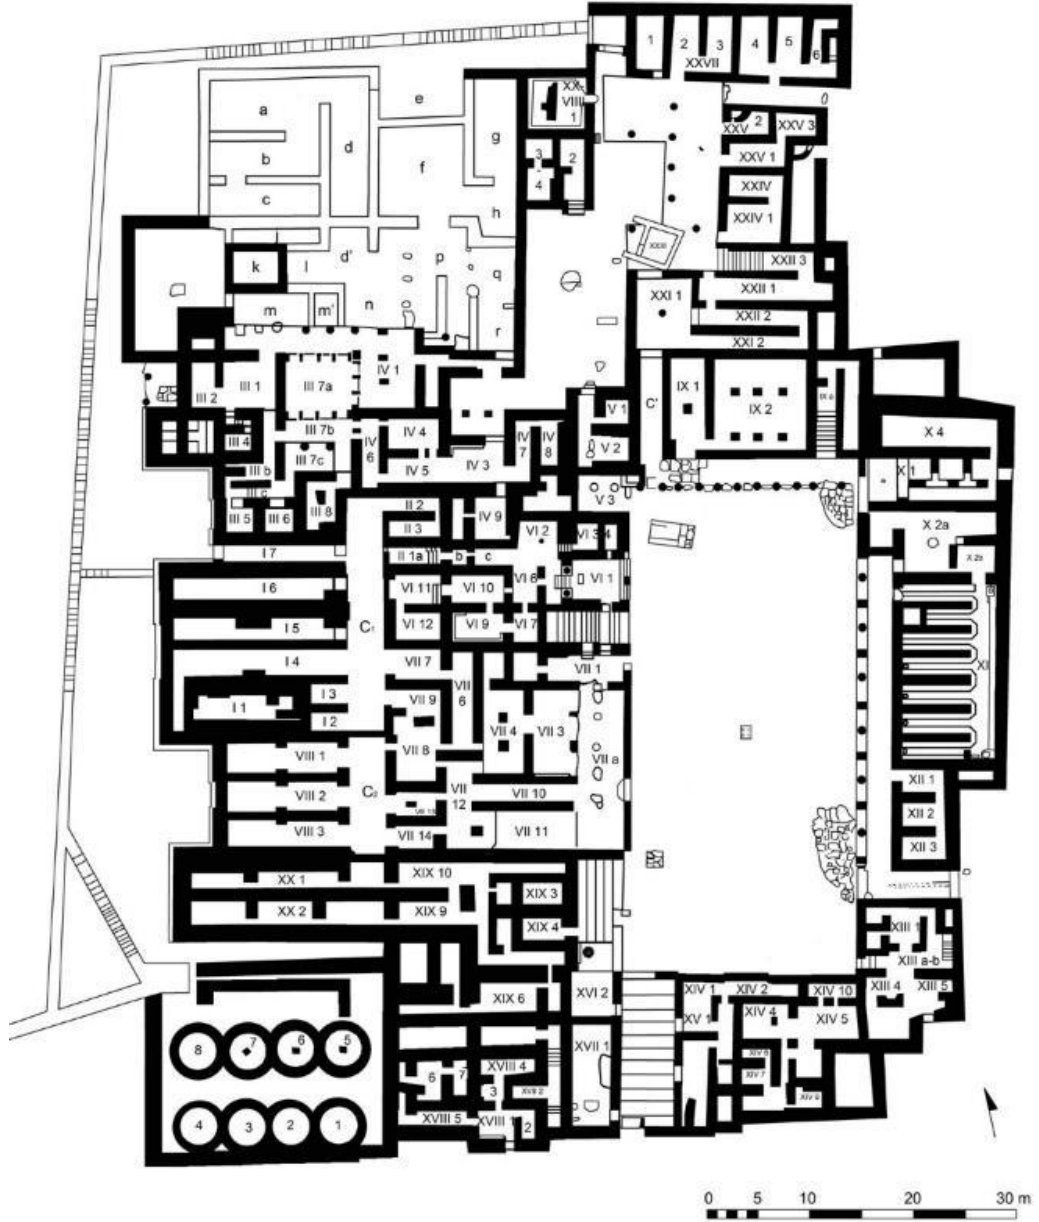 1
2
3
4
5
6
XXVII
a
b
c
d
e
f
g
h
XX-
VIII
1
3
4
2
XXV
2
XXV 3
XXV 1
XXIV
XXIV 1
XXII 3
XXII 1
XXII 2
XXI 1
XXI 2
k
l
d'
m
m'
n
p
q
r
III 1
III 2
III 7a
III 7b
III 7c
III 4
III b
III 5
III 6
III 8
IV 1
IV 4
IV 5
IV
6
IV 3
IV
7
IV
8
IV 9
V 1
V 2
V 3
C'
IX 1
IX 2
X 4
X 1
X 2a
X 2b
XI
II 2
II 3
II 1a
b
c
VI 2
VI 3
4
VI 1
VI 6
VI 7
VI 9
VI 10
VI 11
VI 12
I 7
I 6
I 5
I 4
I 3
I 2
I 1
C1
C2
VII 7
VII 9
VII 8
VII
6
VII 4
VII 3
VII 1
VII a
VII 10
VII 11
VII
12
VII 14
VIII 1
VIII 2
VIII 3
XII 1
XII 2
XII 3
XX 1
XX 2
XIX 10
XIX 9
XIX 3
XIX 4
XIX 6
XVI 2
XVII 1
XIII 1
XIII a-b
XIII 4
XIII 5
XIV 1
XIV 2
XIV 10
XV 1
XIV 4
XIV 5
XIV 6
XIV 7
8
7
6
5
4
3
2
1
6
7
XVIII 4
3
XVIII 5
XVIII 1
2
0 5 10 20 30 m